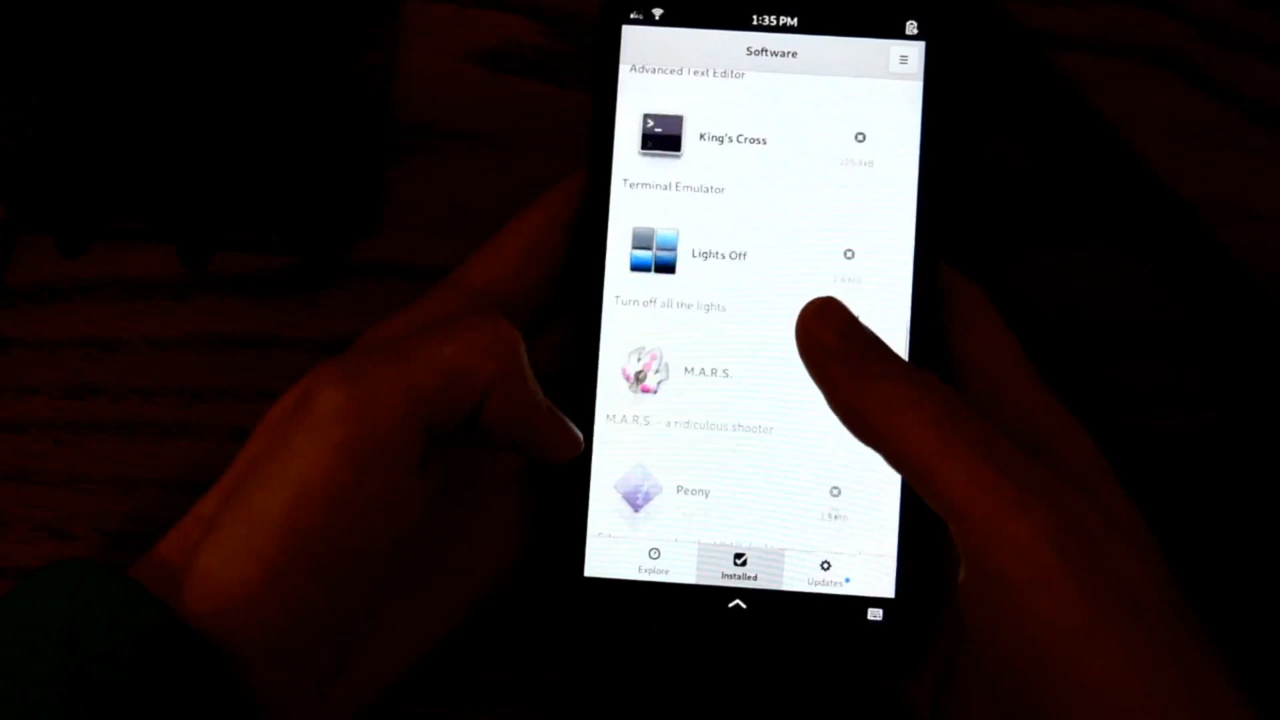 1:35 PM
Software
Advanced Text Editor
>_
King's Cross
Terminal Emulator
Lights Off
Turn off all the lights
M.A.R.S.
M.A.R.S. - a ridiculous shooter
Peony
Explore
Installed
Updates